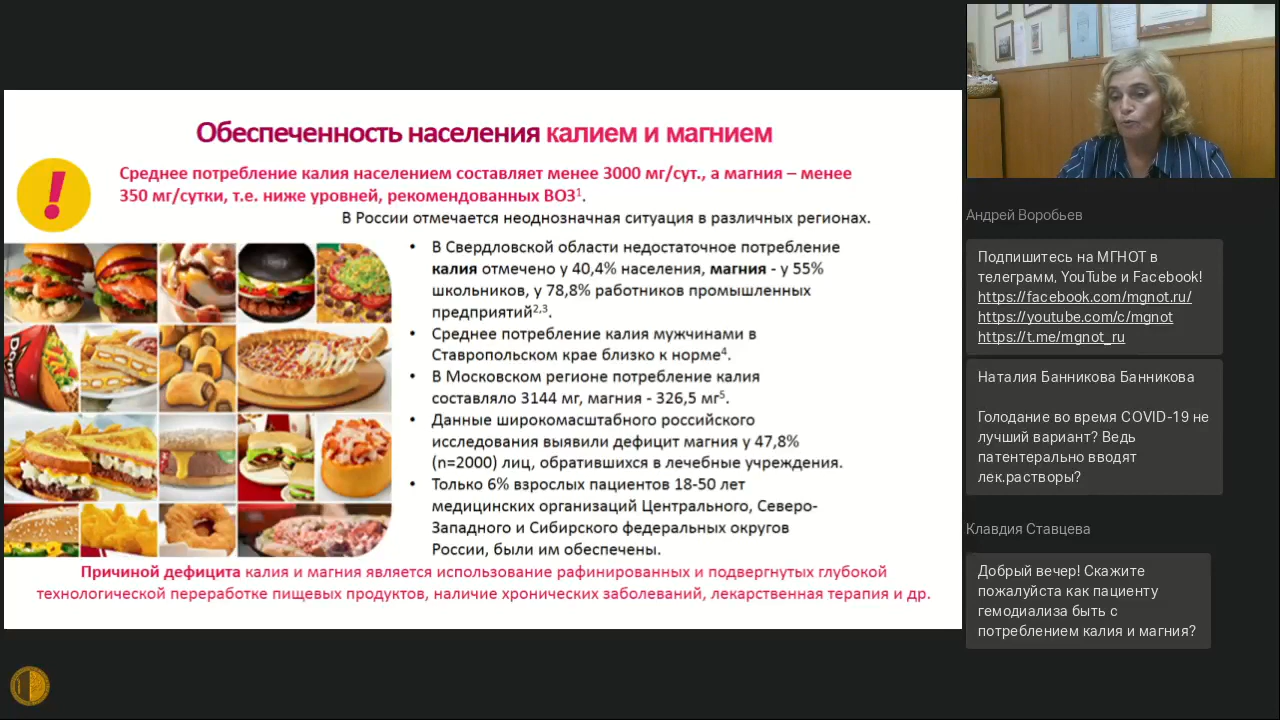 Обеспеченность населения калием и магнием
!
Среднее потребление калия населением составляет менее 3000 мг/сут., а магния – менее
350 мг/сутки, т.е. ниже уровней, рекомендованных ВОЗ¹.
В России отмечается неоднозначная ситуация в различных регионах.
• В Свердловской области недостаточное потребление
калия отмечено у 40,4% населения, магния - у 55%
школьников, у 78,8% работников промышленных
предприятий²,³.
• Среднее потребление калия мужчинами в
Ставропольском крае близко к норме⁴.
• В Московском регионе потребление калия
составляло 3144 мг, магния - 326,5 мг⁵.
• Данные широкомасштабного российского
исследования выявили дефицит магния у 47,8%
(n=2000) лиц, обратившихся в лечебные учреждения.
• Только 6% взрослых пациентов 18-50 лет
медицинских организаций Центрального, Северо-
Западного и Сибирского федеральных округов
России, были им обеспечены.
Причиной дефицита калия и магния является использование рафинированных и подвергнутых глубокой
технологической переработке пищевых продуктов, наличие хронических заболеваний, лекарственная терапия и др.
Doritos
Андрей Воробьев
Подпишитесь на МГНОТ в
телеграмм, YouTube и Facebook!
https://facebook.com/mgnot.ru/
https://youtube.com/c/mgnot
https://t.me/mgnot_ru
Наталия Банникова Банникова
Голодание во время COVID-19 не
лучший вариант? Ведь
патентерально вводят
лек.растворы?
Клавдия Ставцева
Добрый вечер! Скажите
пожалуйста как пациенту
гемодиализа быть с
потреблением калия и магния?